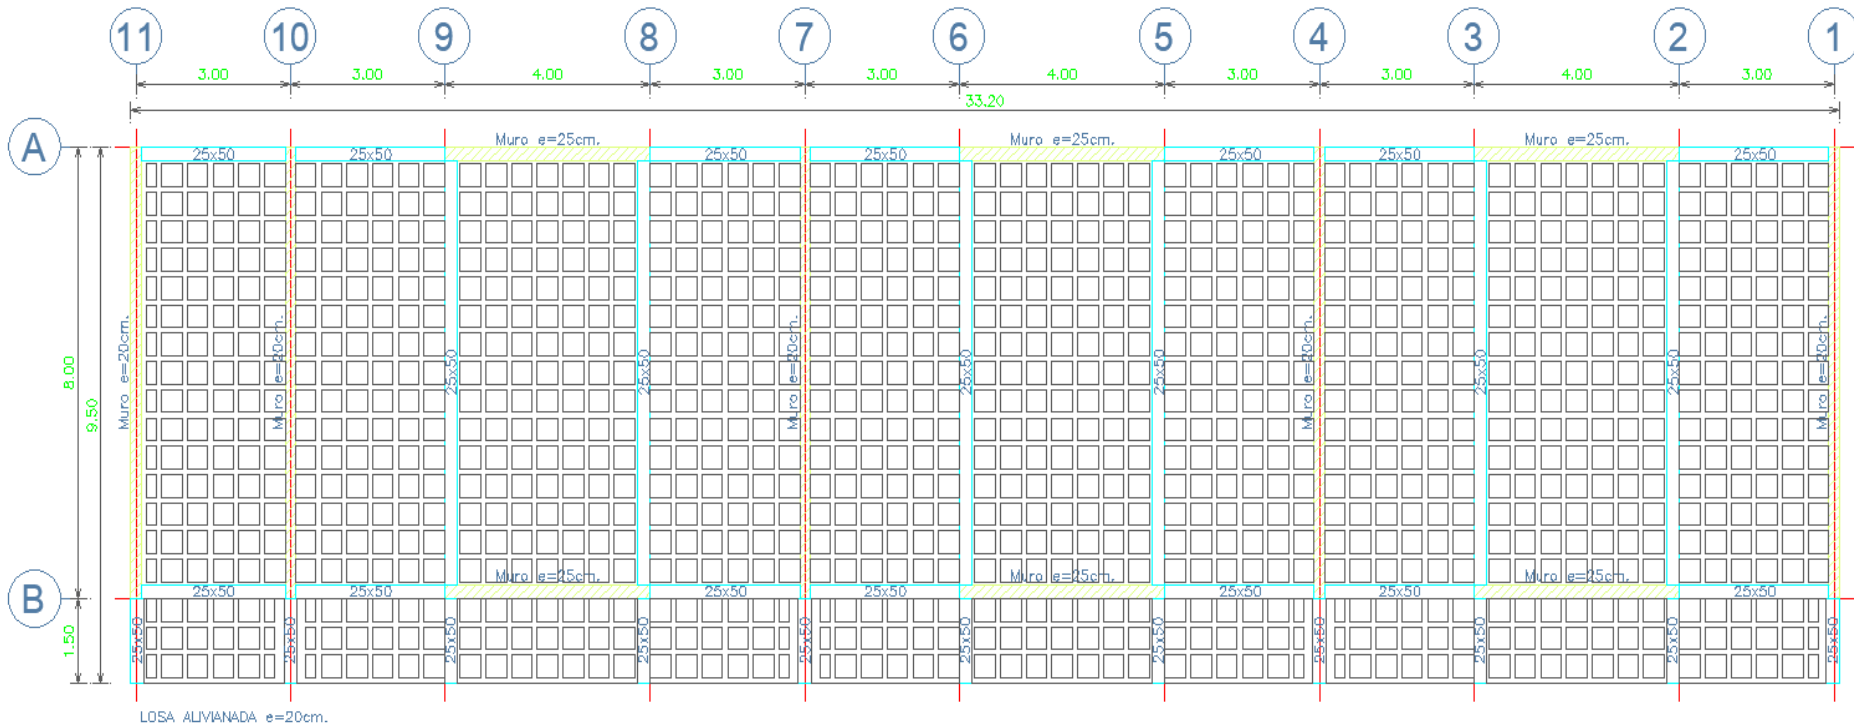 11 10 9 8 7 6 5 4 3 2 1
3.00 3.00 4.00 3.00 3.00 4.00 3.00 3.00 4.00 3.00
33.20
Muro e=25cm. Muro e=25cm. Muro e=25cm.
A
25x50 25x50 25x50 25x50 25x50 25x50 25x50
8.00
9.50
Muro e=20cm. Muro e=20cm. Muro e=20cm. Muro e=20cm. Muro e=20cm.
25x50 25x50 25x50 25x50 25x50 25x50
Muro e=25cm. Muro e=25cm. Muro e=25cm.
B
25x50 25x50 25x50 25x50 25x50 25x50 25x50
1.50
25x50 25x50 25x50 25x50 25x50 25x50 25x50 25x50 25x50 25x50 25x50
LOSA ALIVIANADA e=20cm.